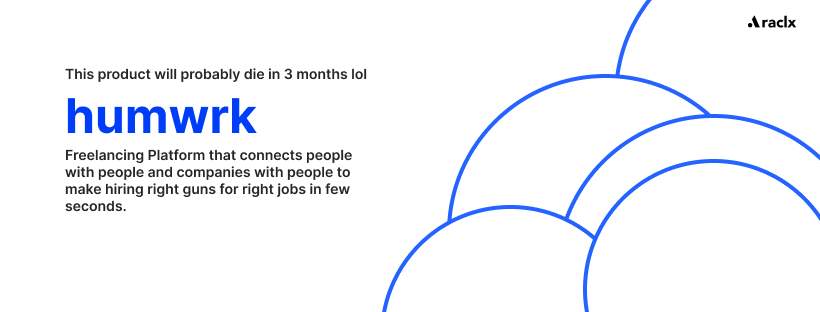 Araclx
This product will probably die in 3 months lol
humwrk
Freelancing Platform that connects people
with people and companies with people to
make hiring right guns for right jobs in few
seconds.